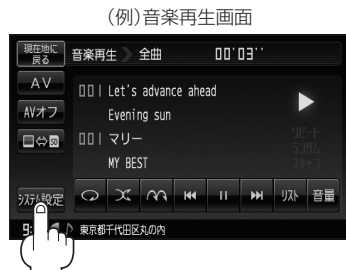 (例)音楽再生画面
現在地に
戻る
音楽再生 全曲 00'03''
AV
001 Let's advance ahead
Evening sun
AVオフ
001 マリー
MY BEST
リピート
ランダム
スキャン
システム設定
リスト 音量
9:
東京都千代田区丸の内